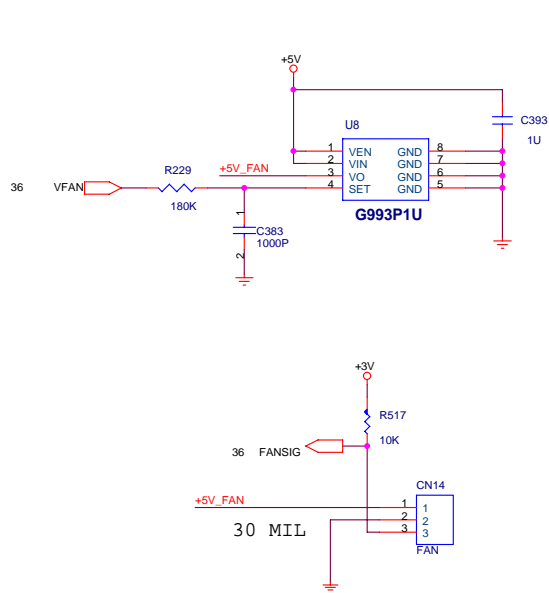 +5V
C393
1U
U8
1 VEN GND 8
2 VIN GND 7
3 VO GND 6
4 SET GND 5
G993P1U
+5V_FAN
R229
36 VFAN
180K
1
C383
1000P
2
+3V
R517
10K
36 FANSIG
CN14
+5V_FAN
1 1
2 2
3 3
30 MIL
FAN